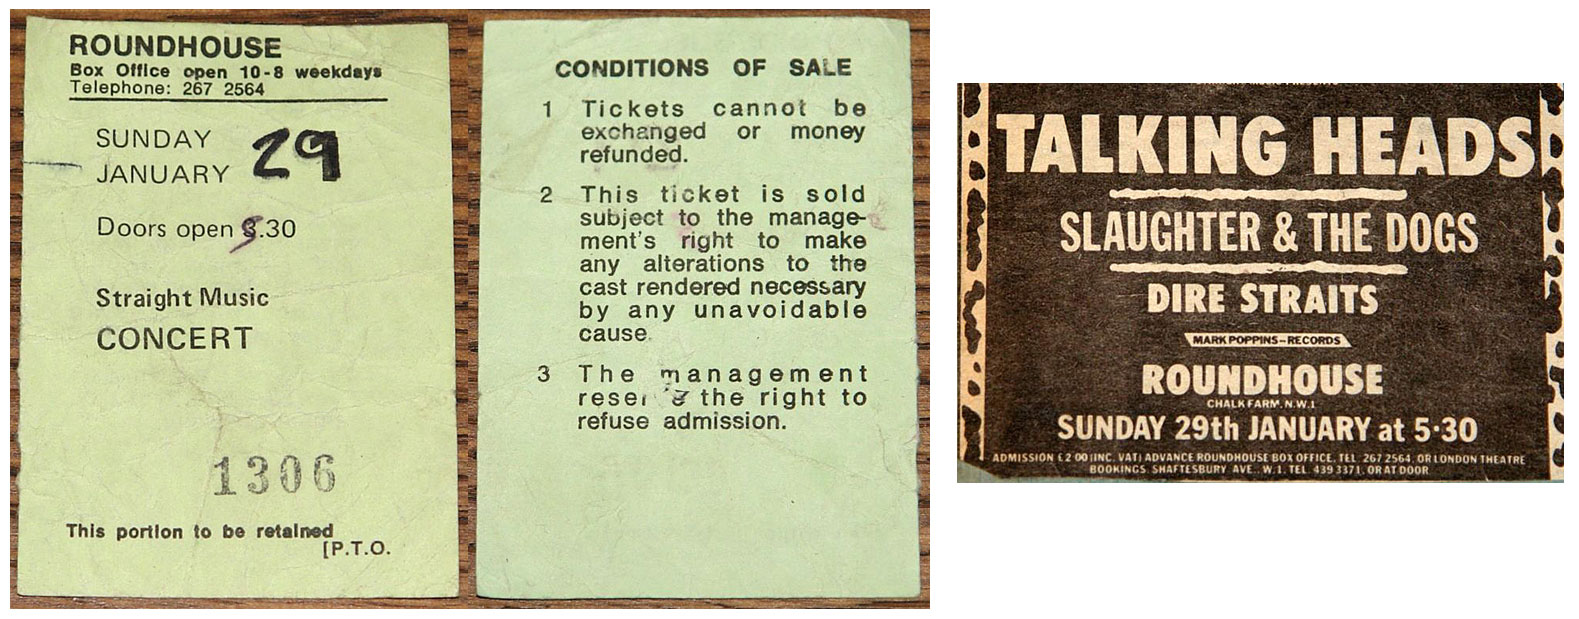 ROUNDHOUSE
Box Office open 10-8 weekdays
Telephone: 267 2564
SUNDAY
JANUARY
29
Doors open .30
Straight Music
CONCERT
1306
This portion to be retained
[P.T.O.
CONDITIONS OF SALE
1 Tickets cannot be
exchanged or money
refunded.
2 This ticket is sold
subject to the manage-
ment's right to make
any alterations to the
cast rendered necessary
by any unavoidable
cause.
3 The management
the right to
refuse admission.
TALKING HEADS
SLAUGHTER & THE DOGS
DIRE STRAITS
MARK POPPINS-RECORDS
ROUNDHOUSE
CHALK FARM. N.W.1
SUNDAY 29th JANUARY at 5·30
ADMISSION £2 00 (INC. VAT) ADVANCE ROUNDHOUSE BOX OFFICE. TEL. 267 2564. OR LONDON THEATRE
BOOKINGS. SHAFTESBURY AVE.. W.1. TEL. 439 3371. OR AT DOOR